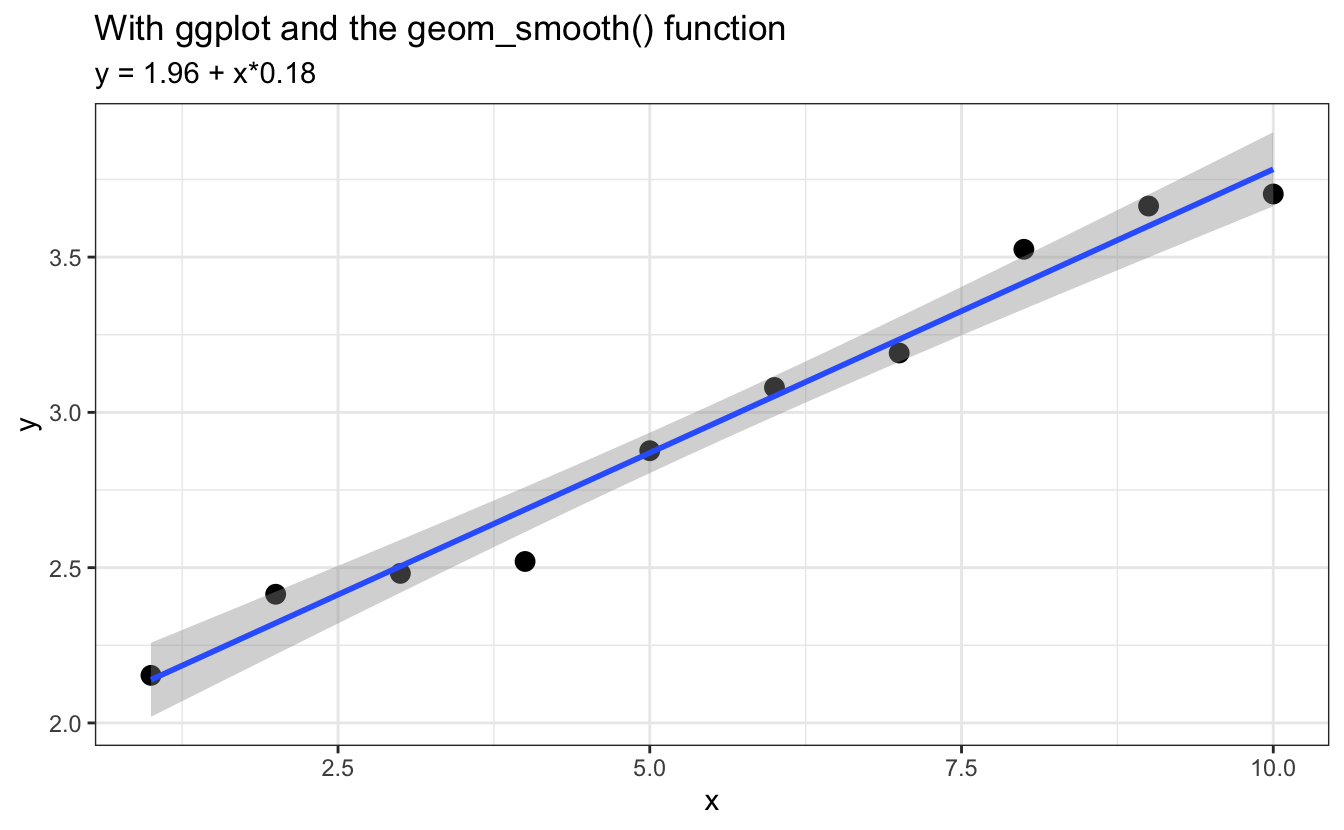 With ggplot and the geom_smooth() function
y = 1.96 + x*0.18
3.5
3.0
2.5
2.0
y
2.5 5.0 7.5 10.0
x